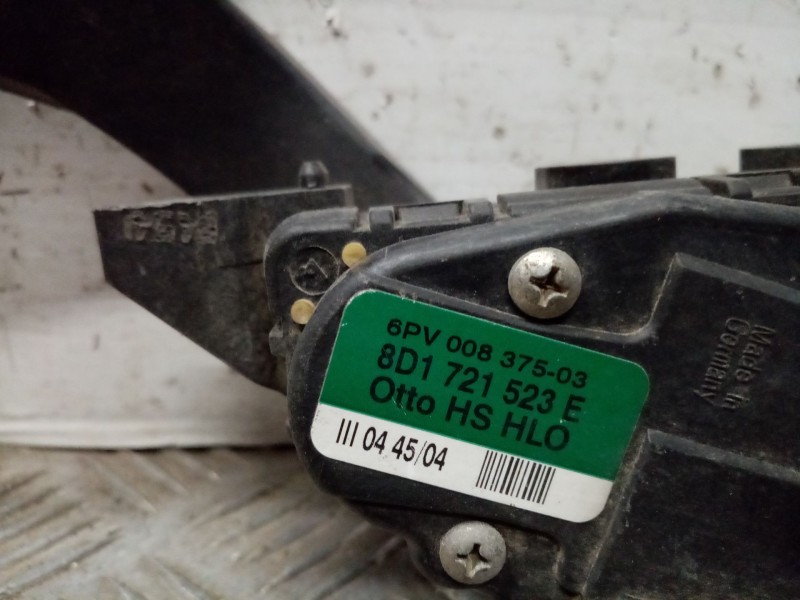 6PV 008 375-03
8D1 721 523 E
Otto HS HLO
III 04 45/04
Made in
Germany